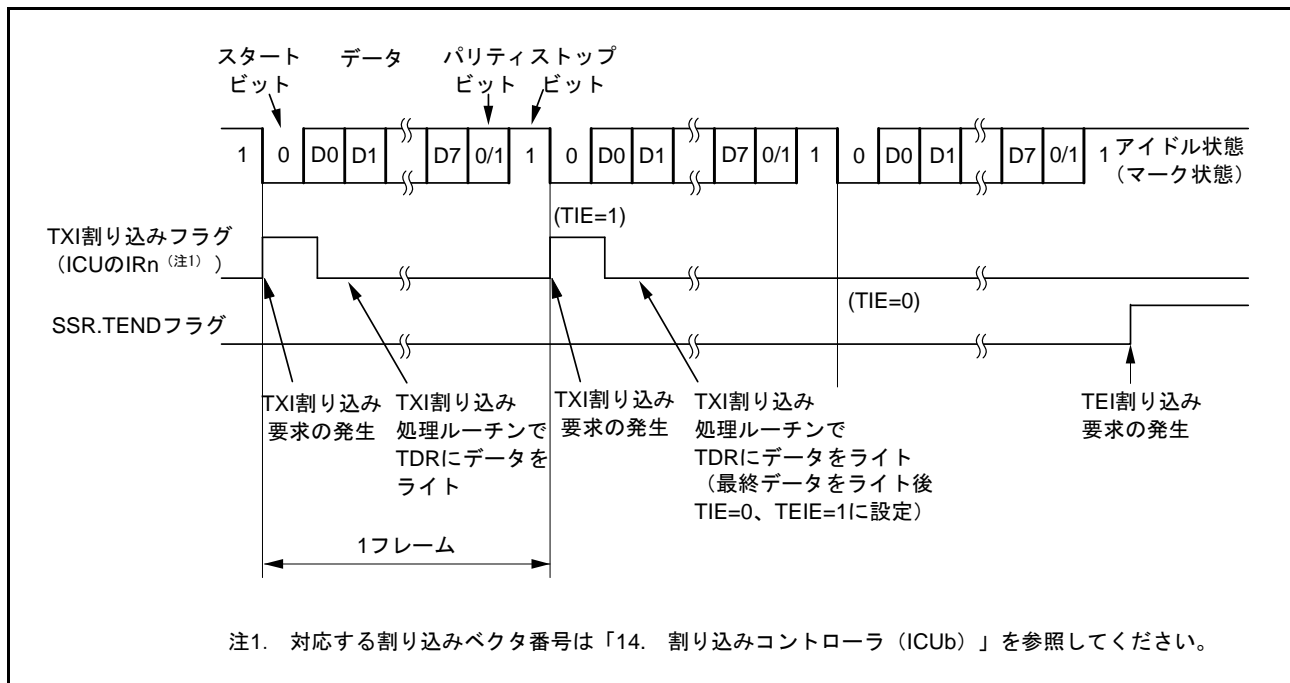 スタート
ビット
データ
パリティ
ビット
ストップ
ビット
1 0 D0 D1 D7 0/1 1 0 D0 D1 D7 0/1 1 0 D0 D1 D7 0/1 1
アイドル状態
（マーク状態）
(TIE=1)
TXI割り込みフラグ
（ICUのIRn（注1））
(TIE=0)
SSR.TENDフラグ
TXI割り込み
要求の発生
TXI割り込み
処理ルーチンで
TDRにデータを
ライト
TXI割り込み
要求の発生
TXI割り込み
処理ルーチンで
TDRにデータをライト
（最終データをライト後
TIE=0、TEIE=1に設定）
TEI割り込み
要求の発生
1フレーム
注1. 対応する割り込みベクタ番号は「14. 割り込みコントローラ（ICUb）」を参照してください。